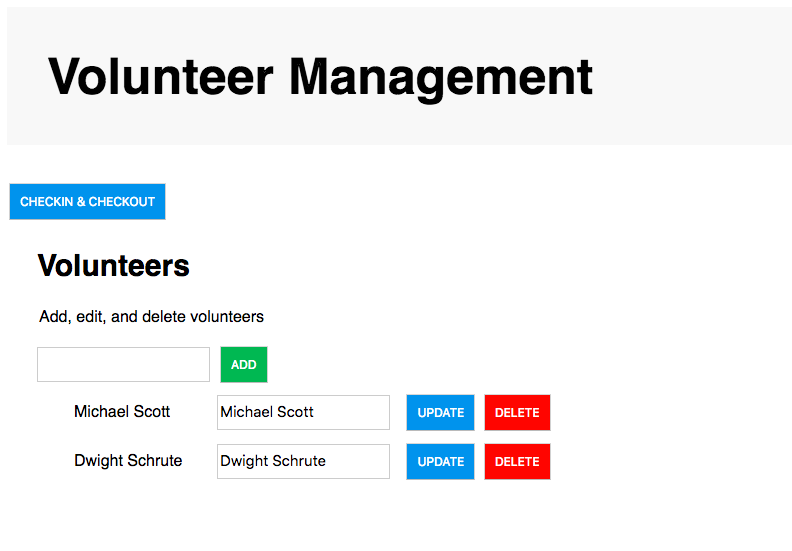 Volunteer Management
CHECKIN & CHECKOUT
Volunteers
Add, edit, and delete volunteers
ADD
Michael Scott Michael Scott UPDATE DELETE
Dwight Schrute Dwight Schrute UPDATE DELETE